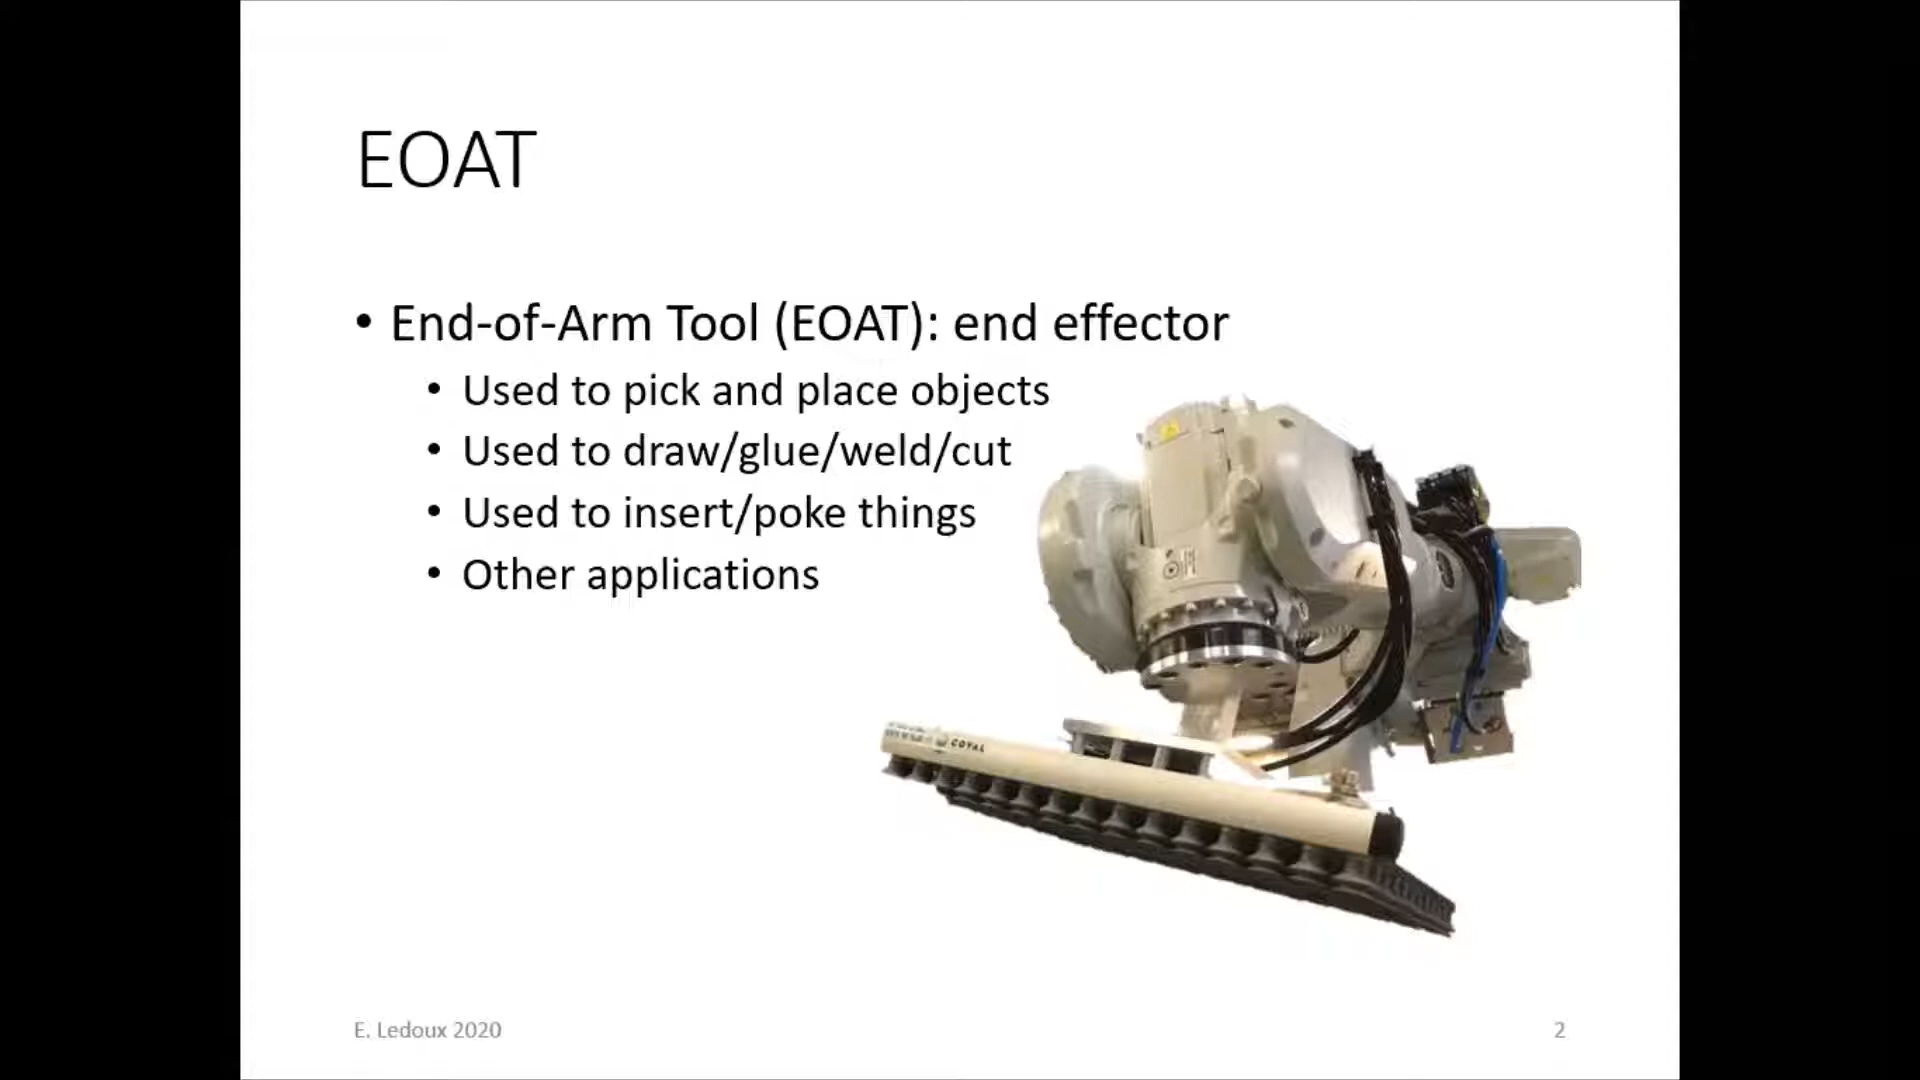 EOAT
• End-of-Arm Tool (EOAT): end effector
• Used to pick and place objects
• Used to draw/glue/weld/cut
• Used to insert/poke things
• Other applications
COVAL
E. Ledoux 2020
2